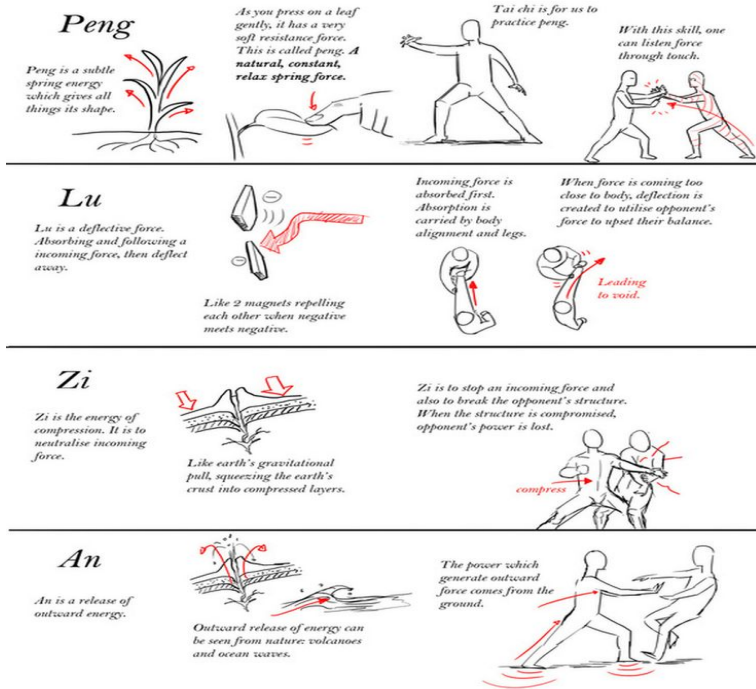 Peng
Peng is a subtle
spring energy
which gives all
things its shape.
As you press on a leaf
gently, it has a very
soft resistance force.
This is called peng. A
natural, constant,
relax spring force.
Tai chi is for us to
practice peng.
With this skill, one
can listen force
through touch.
Lu
Lu is a deflective force.
Absorbing and following a
incoming force, then deflect
away.
Like 2 magnets repelling
each other when negative
meets negative.
Incoming force is
absorbed first.
Absorption is
carried by body
alignment and legs.
When force is coming too
close to body, deflection is
created to utilise opponent's
force to upset their balance.
Leading
to void.
Zi
Zi is the energy of
compression. It is to
neutralise incoming
force.
Like earth's gravitational
pull, squeezing the earth's
crust into compressed layers.
Zi is to stop an incoming force and
also to break the opponent's structure.
When the structure is compromised,
opponent's power is lost.
compress
An
An is a release of
outward energy.
Outward release of energy can
be seen from nature: volcanoes
and ocean waves.
The power which
generate outward
force comes from the
ground.